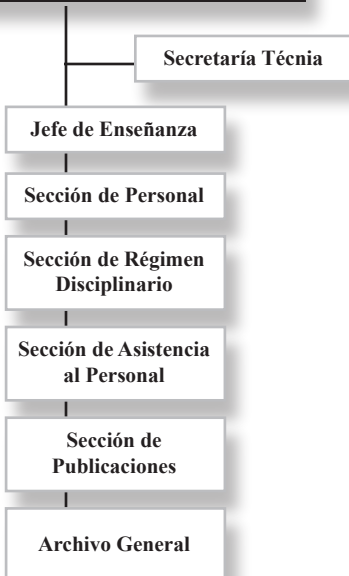 Secretaría Técnia
Jefe de Enseñanza
Sección de Personal
Sección de Régimen
Disciplinario
Sección de Asistencia
al Personal
Sección de
Publicaciones
Archivo General